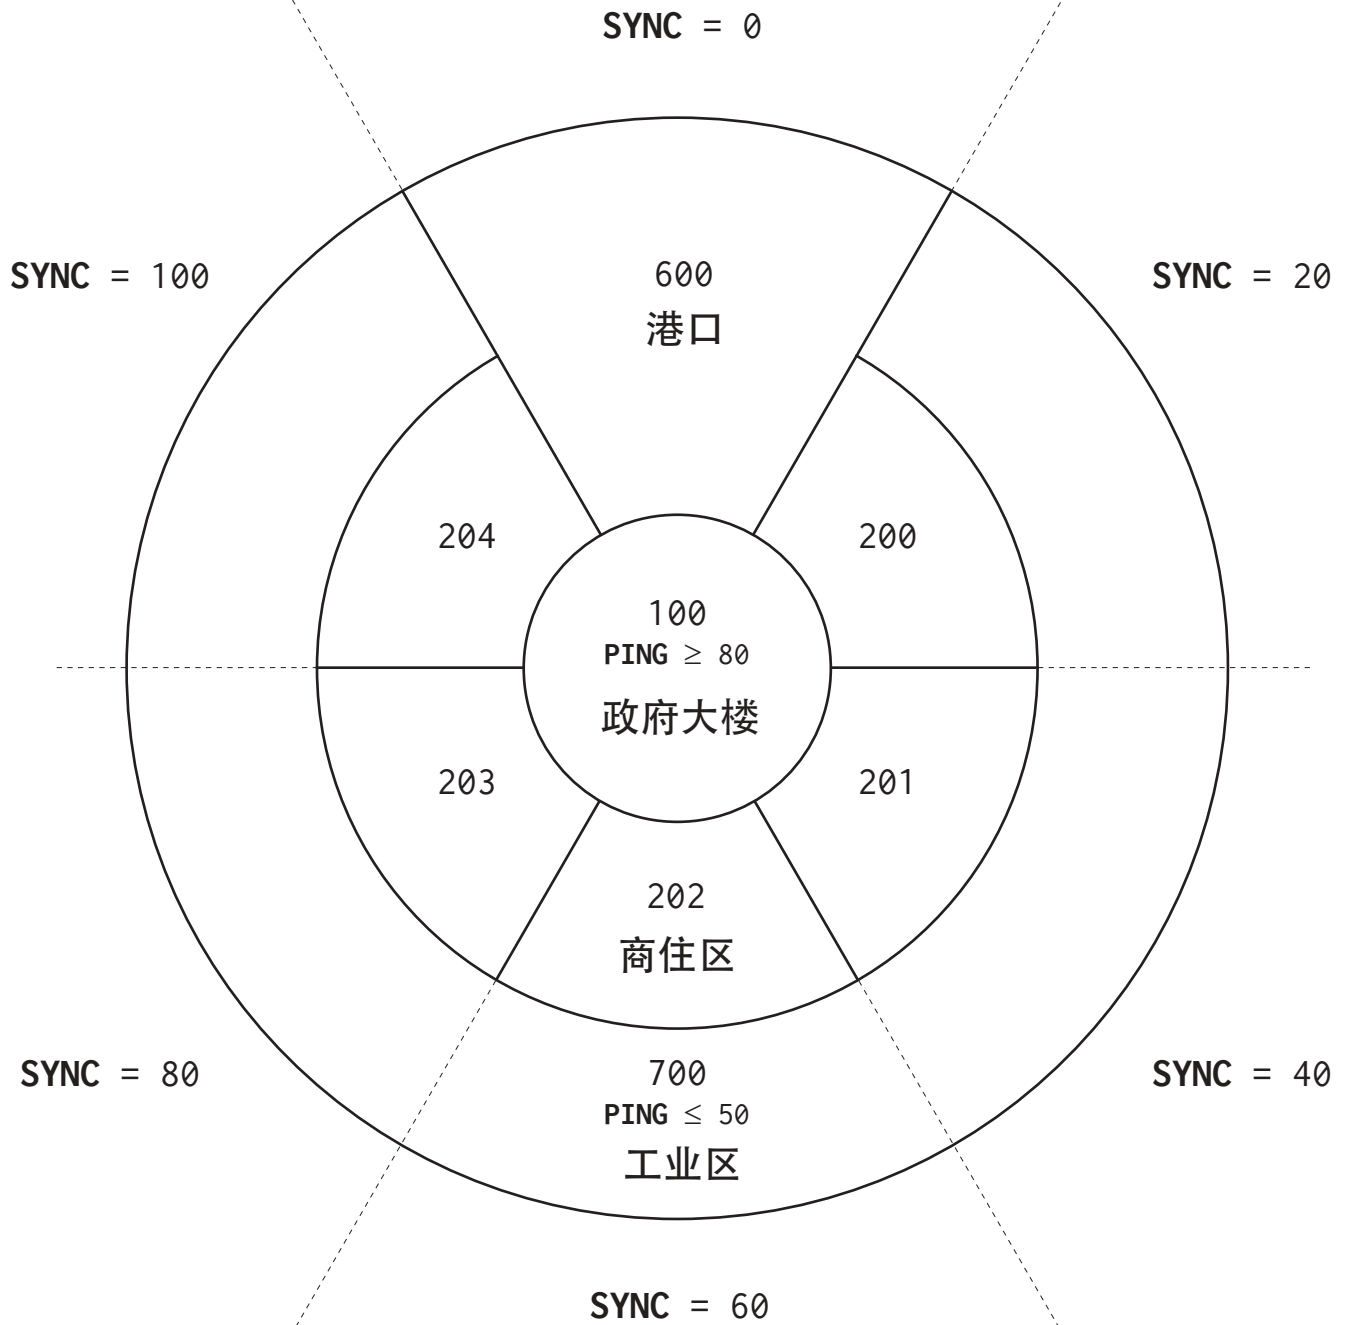 SYNC = 0
SYNC = 100
SYNC = 20
600
港口
204
200
100
PING ≥ 80
政府大楼
203
201
202
商住区
700
PING ≤ 50
工业区
SYNC = 80
SYNC = 40
SYNC = 60